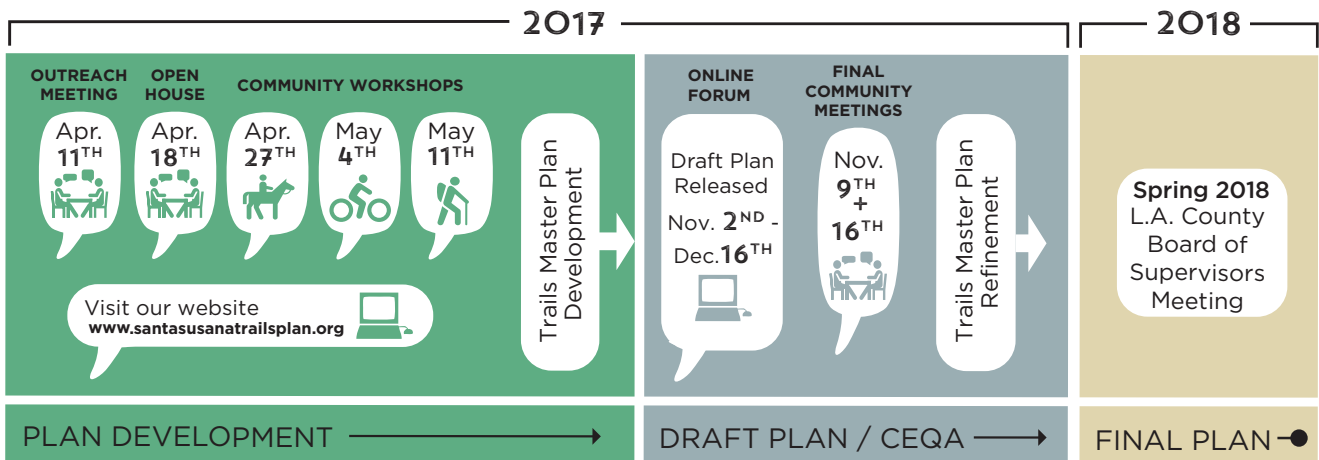 2017
2018
OUTREACH
MEETING
OPEN
HOUSE
COMMUNITY WORKSHOPS
Apr.
11TH
Apr.
18TH
Apr.
27TH
May
4TH
May
11TH
Visit our website
www.santasusanatrailsplan.org
Trails Master Plan
Development
ONLINE
FORUM
Draft Plan
Released
Nov. 2ND -
Dec.16TH
FINAL
COMMUNITY
MEETINGS
Nov.
9TH
+
16TH
Trails Master Plan
Refinement
Spring 2018
L.A. County
Board of
Supervisors
Meeting
PLAN DEVELOPMENT
DRAFT PLAN / CEQA
FINAL PLAN